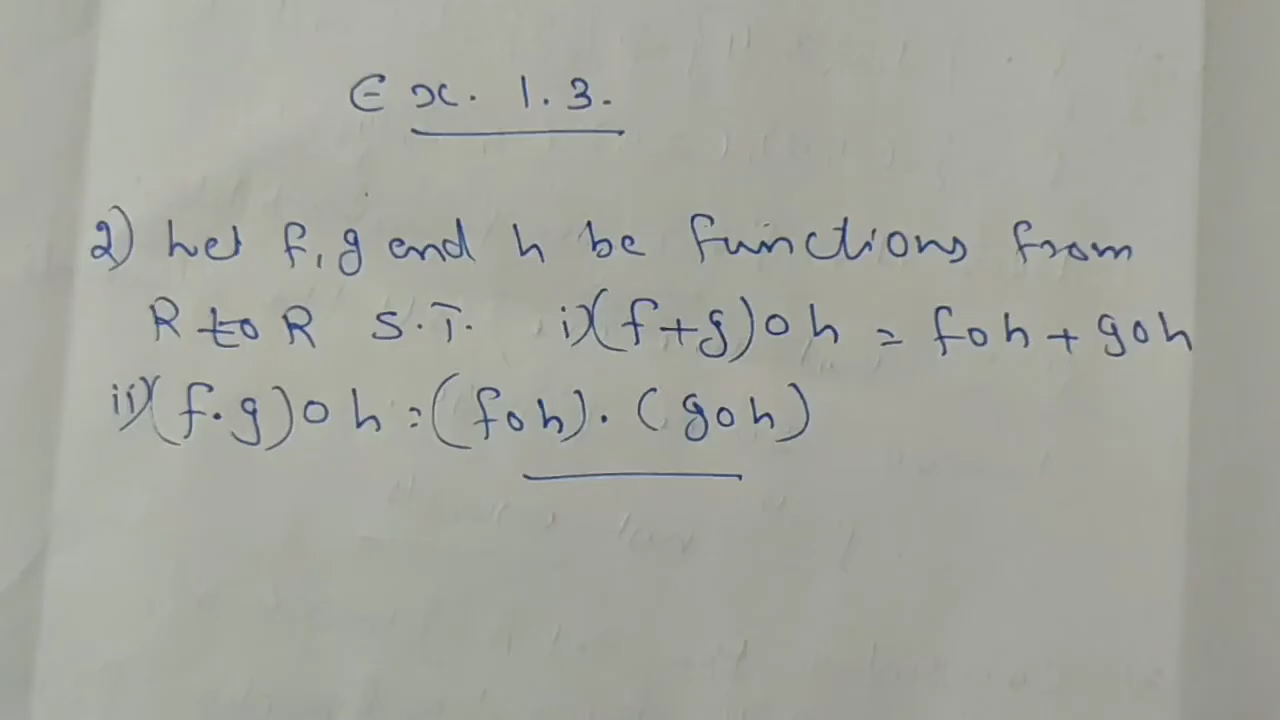 Ex. 1.3.
2) Let f, g and h be functions from
R to R S.T. i) (f+g)oh = foh + goh
ii) (f.g)oh = (foh).(goh)